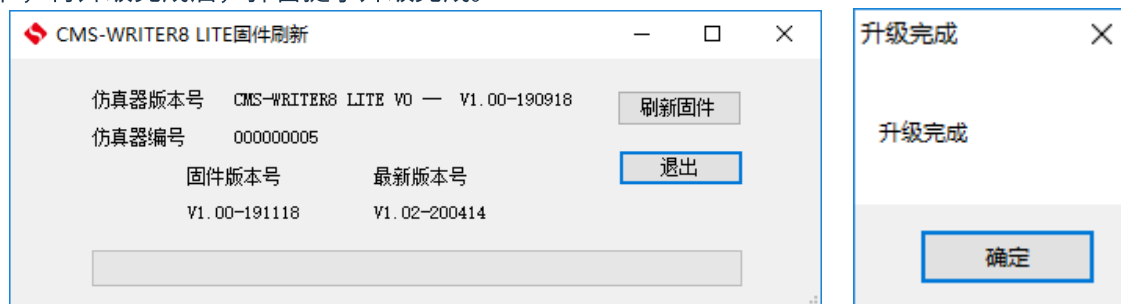 CMS-WRITER8 LITE固件刷新
仿真器版本号 CMS-WRITER8 LITE V0 — V1.00-190918
刷新固件
仿真器编号 000000005
退出
固件版本号 最新版本号
V1.00-191118 V1.02-200414
升级完成
升级完成
确定